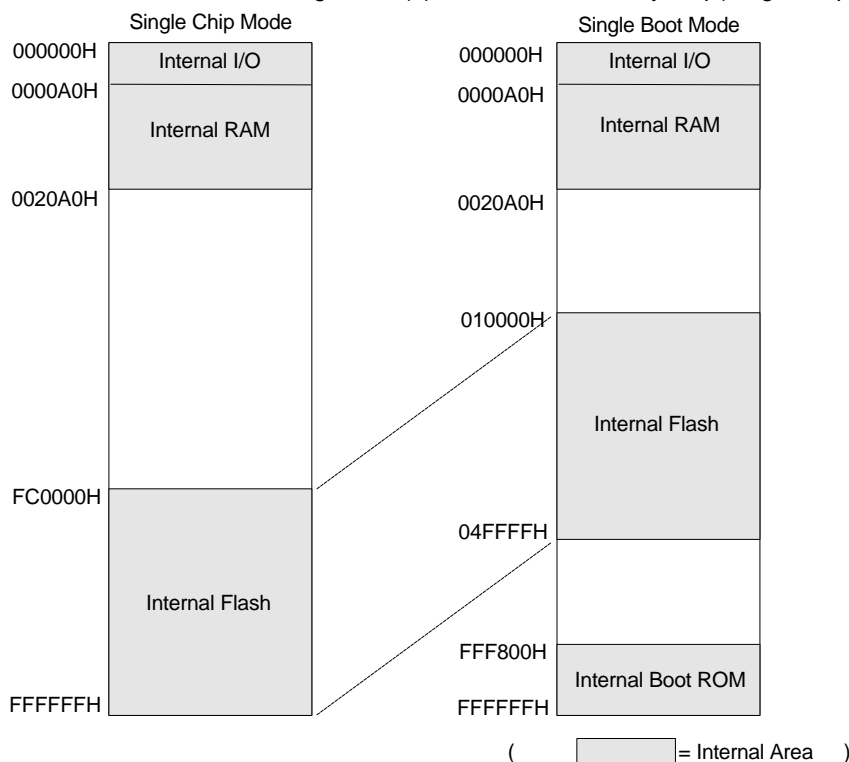 Single Chip Mode
000000H
Internal I/O
0000A0H
Internal RAM
0020A0H
FC0000H
Internal Flash
FFFFFFH
Single Boot Mode
000000H
Internal I/O
0000A0H
Internal RAM
0020A0H
010000H
Internal Flash
04FFFFH
FFF800H
Internal Boot ROM
FFFFFFH
( = Internal Area )